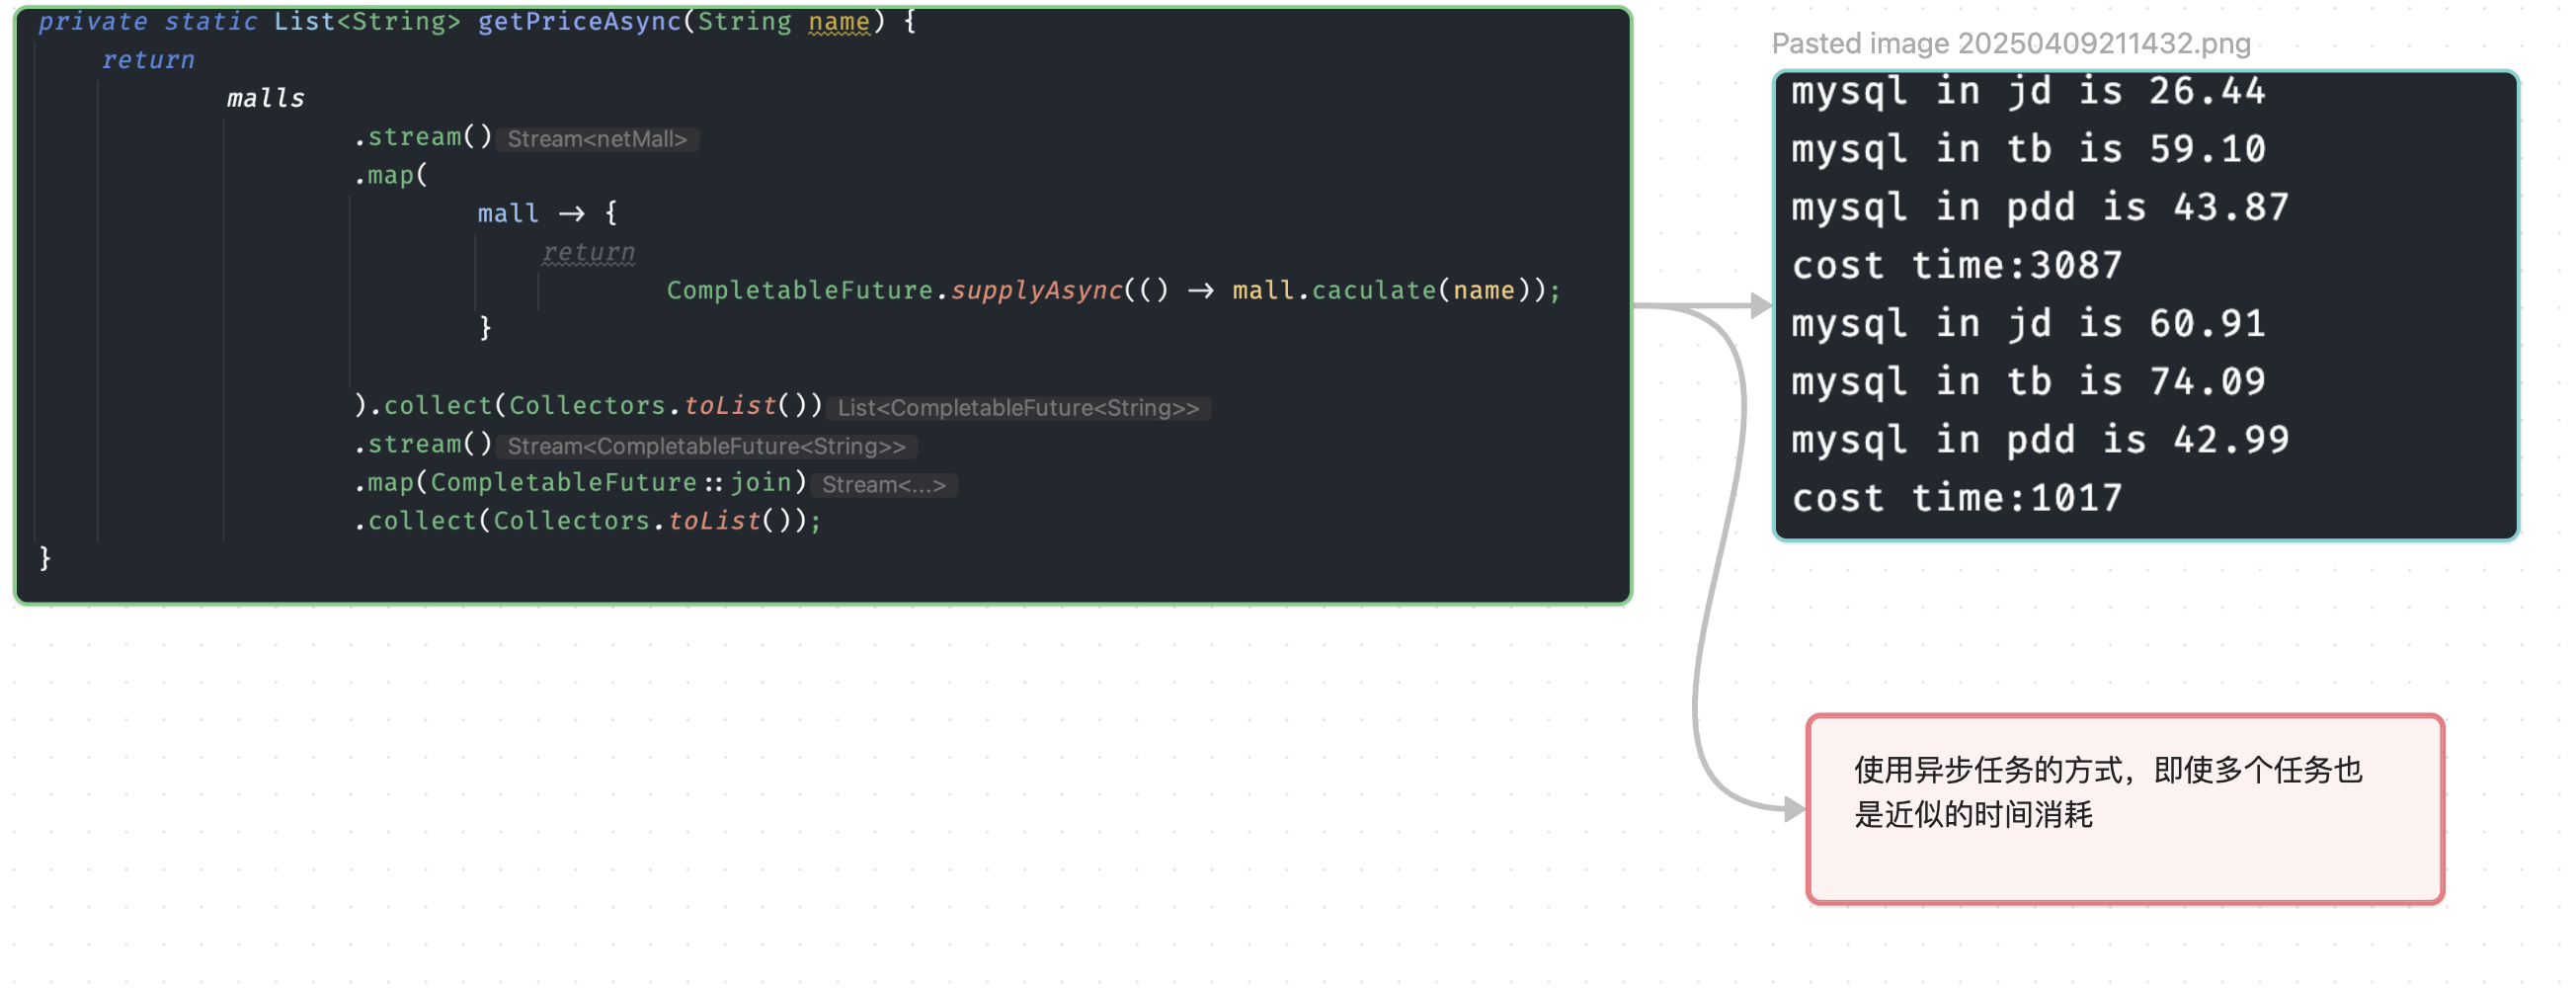 private static List<String> getPriceAsync(String name) {
return
malls
.stream() Stream<netMall>
.map(
mall → {
return
CompletableFuture.supplyAsync(() → mall.caculate(name));
}
).collect(Collectors.toList()) List<CompletableFuture<String>>
.stream() Stream<CompletableFuture<String>>
.map(CompletableFuture::join) Stream<...>
.collect(Collectors.toList());
}
Pasted image 20250409211432.png
mysql in jd is 26.44
mysql in tb is 59.10
mysql in pdd is 43.87
cost time:3087
mysql in jd is 60.91
mysql in tb is 74.09
mysql in pdd is 42.99
cost time:1017
使用异步任务的方式，即使多个任务也
是近似的时间消耗